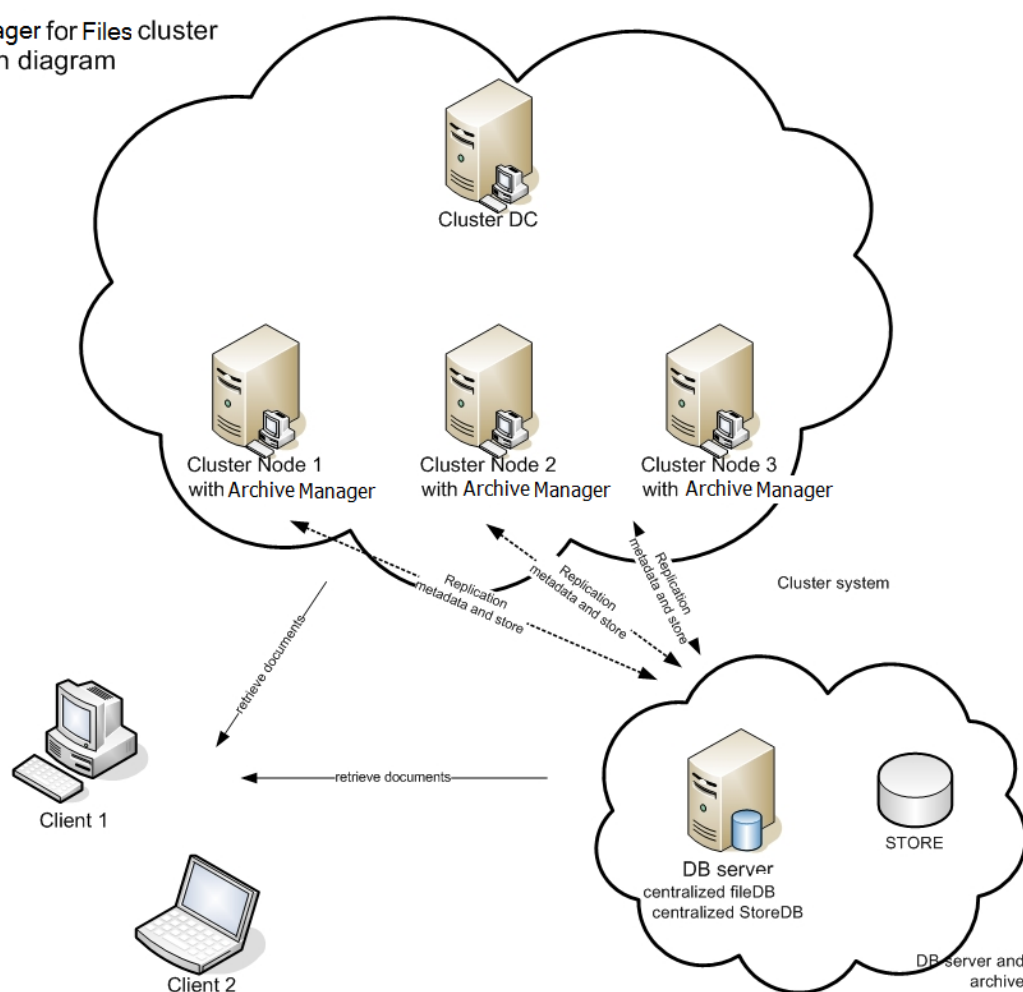 ager for Files cluster
n diagram
Cluster DC
Cluster Node 1
with Archive Manager
Cluster Node 2
with Archive Manager
Cluster Node 3
with Archive Manager
Replication
metadata and store
Replication
metadata and store
Replication
metadata and store
Cluster system
retrieve documents
retrieve documents
Client 1
Client 2
DB server
centralized fileDB
centralized StoreDB
STORE
DB server and
archive